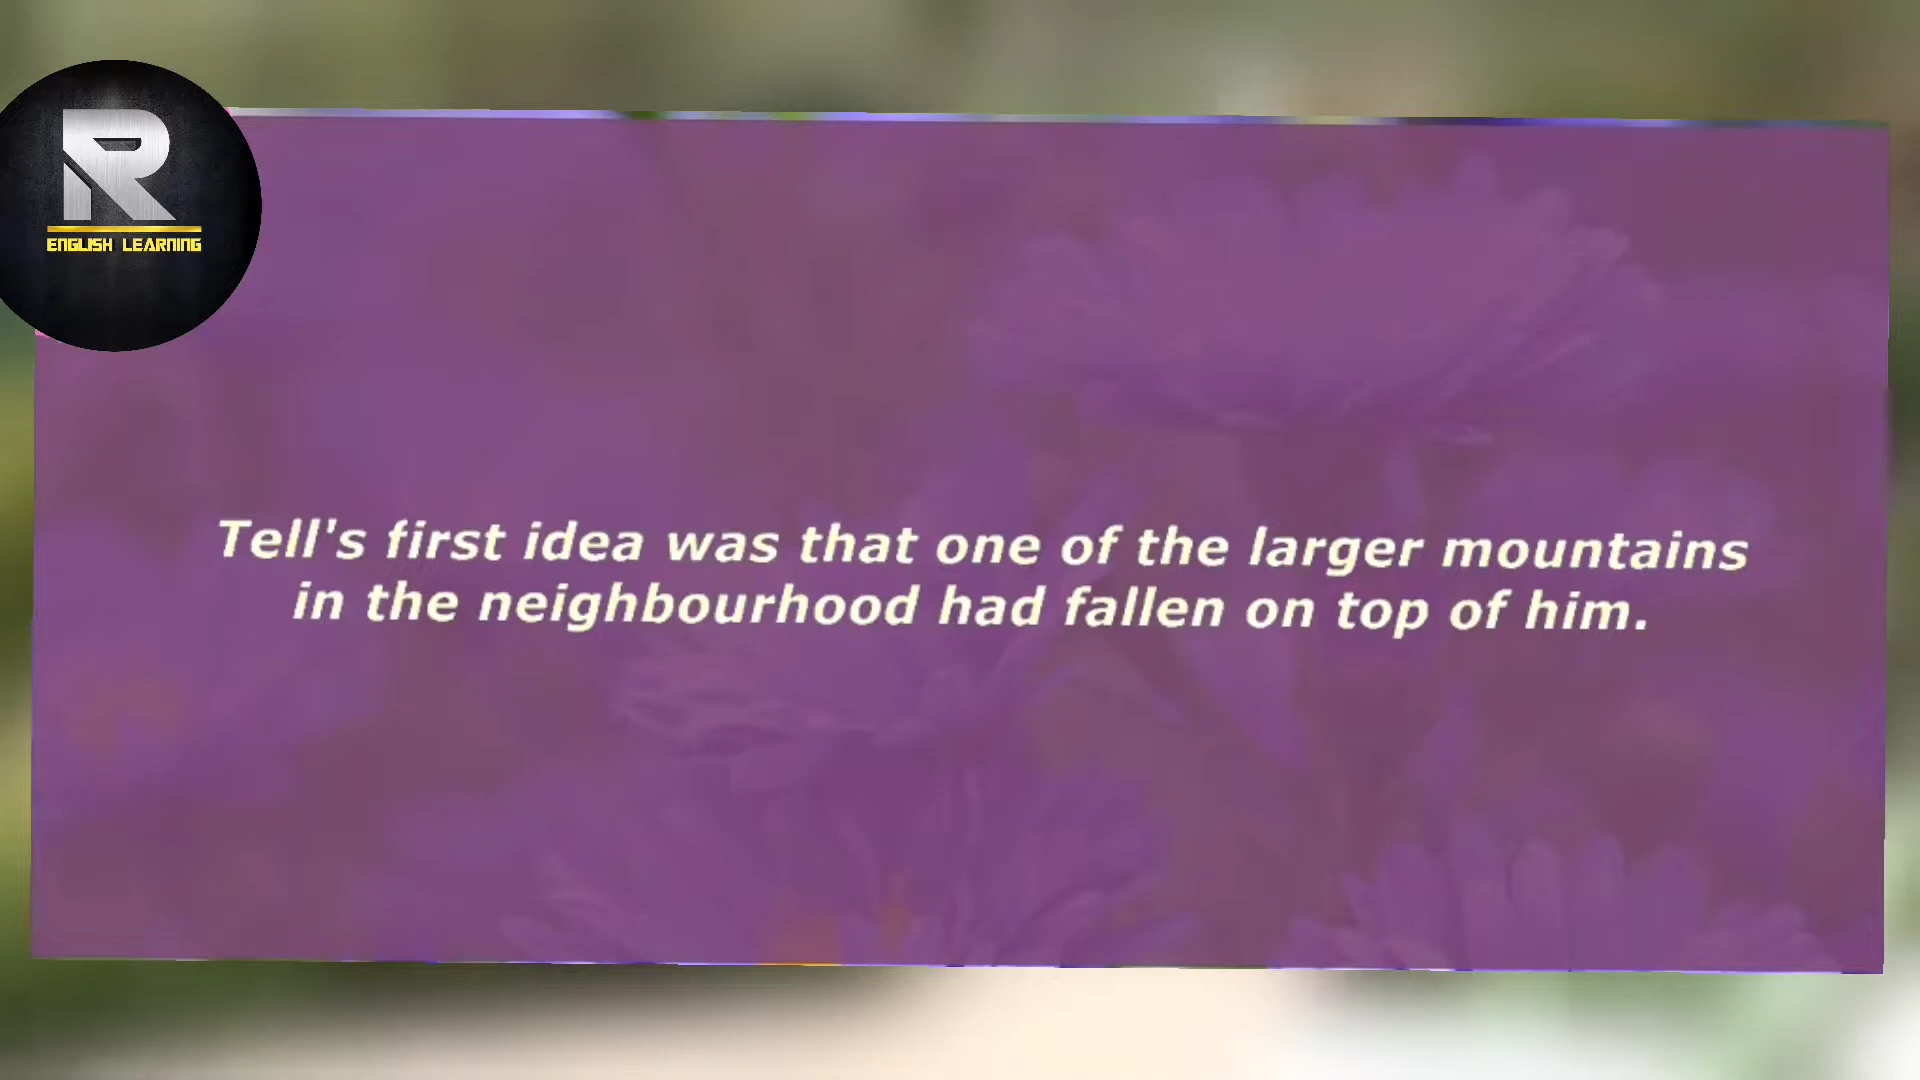 R
ENGLISH LEARNING
Tell's first idea was that one of the larger mountains
in the neighbourhood had fallen on top of him.